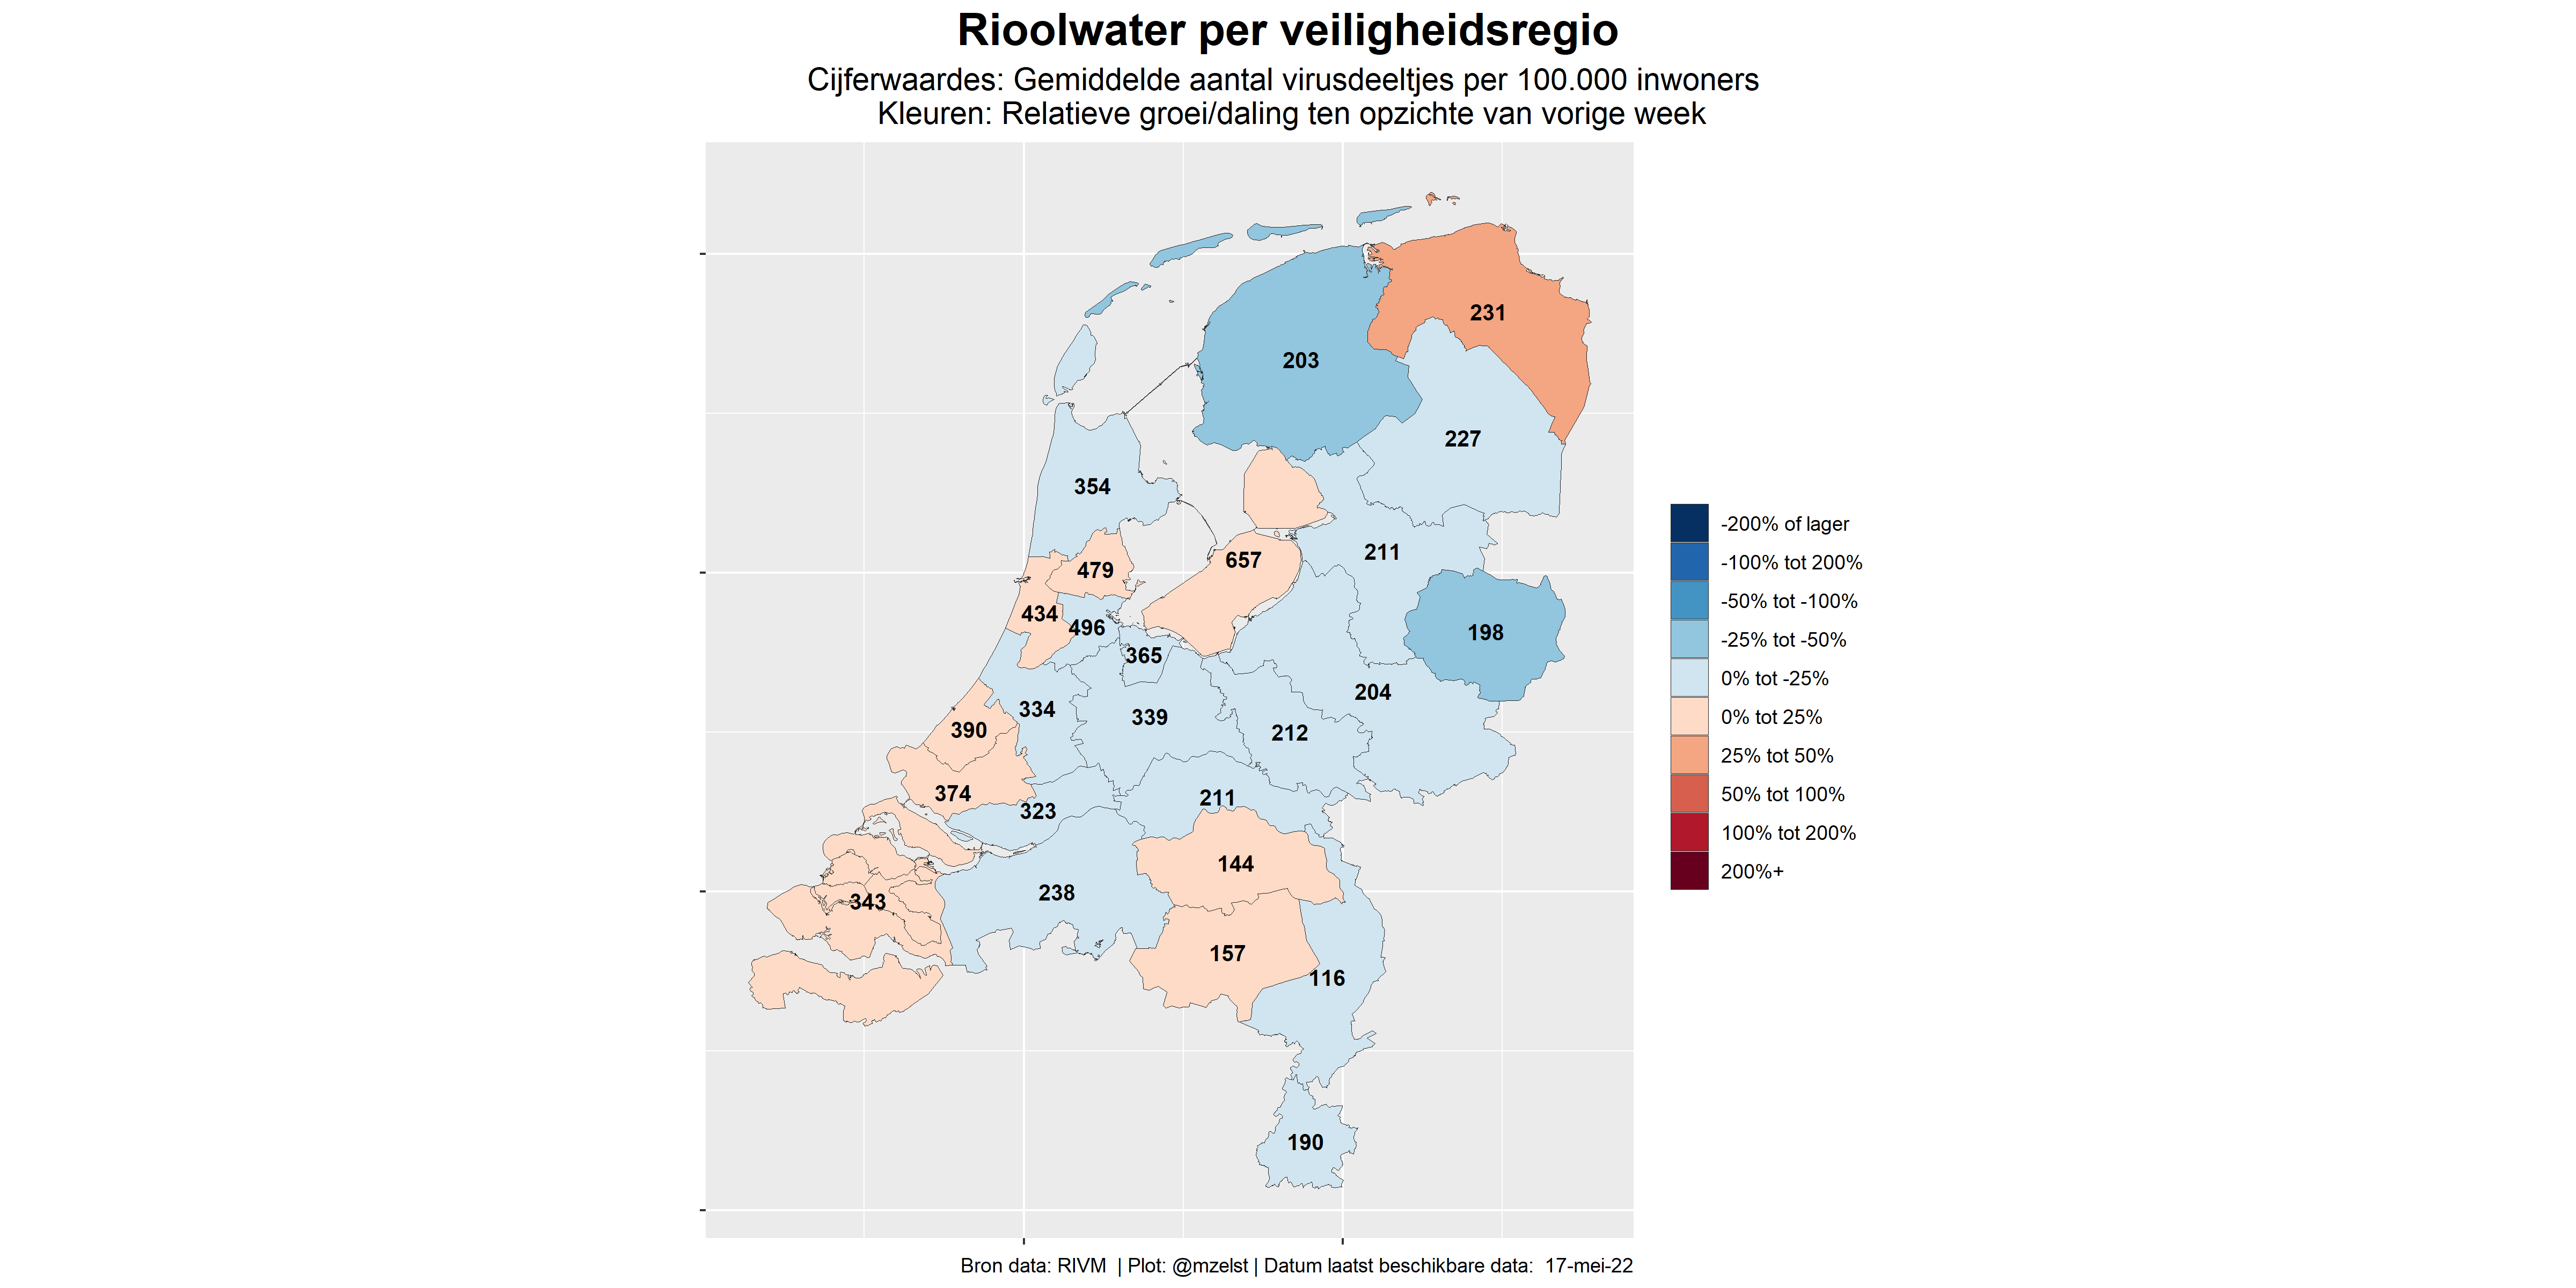 Rioolwater per veiligheidsregio
Cijferwaardes: Gemiddelde aantal virusdeeltjes per 100.000 inwoners
Kleuren: Relatieve groei/daling ten opzichte van vorige week
231
203
227
354
211
657
479
434
496
198
365
204
334
339
390
212
374
211
323
144
238
343
157
116
190
-200% of lager
-100% tot 200%
-50% tot -100%
-25% tot -50%
0% tot -25%
0% tot 25%
25% tot 50%
50% tot 100%
100% tot 200%
200%+
Bron data: RIVM | Plot: @mzelst | Datum laatst beschikbare data: 17-mei-22